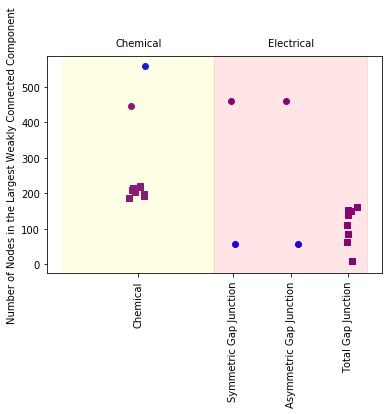 Chemical
Electrical
Number of Nodes in the Largest Weakly Connected Component
500
400
300
200
100
0
Chemical
Symmetric Gap Junction
Asymmetric Gap Junction
Total Gap Junction